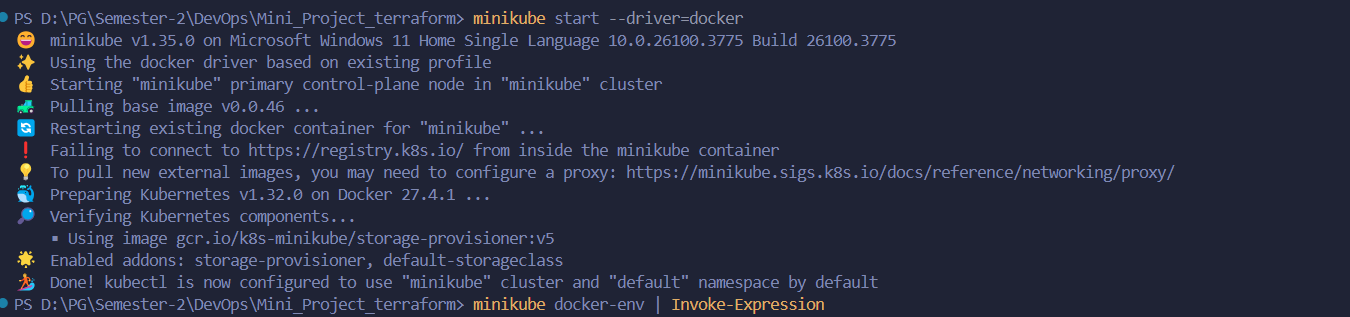 PS D:\PG\Semester-2\DevOps\Mini_Project_terraform> minikube start --driver=docker
😄 minikube v1.35.0 on Microsoft Windows 11 Home Single Language 10.0.26100.3775 Build 26100.3775
✨ Using the docker driver based on existing profile
👍 Starting "minikube" primary control-plane node in "minikube" cluster
🚜 Pulling base image v0.0.46 ...
🔄 Restarting existing docker container for "minikube" ...
❗ Failing to connect to https://registry.k8s.io/ from inside the minikube container
💡 To pull new external images, you may need to configure a proxy: https://minikube.sigs.k8s.io/docs/reference/networking/proxy/
🐳 Preparing Kubernetes v1.32.0 on Docker 27.4.1 ...
🔎 Verifying Kubernetes components...
▪ Using image gcr.io/k8s-minikube/storage-provisioner:v5
🌟 Enabled addons: storage-provisioner, default-storageclass
🏄 Done! kubectl is now configured to use "minikube" cluster and "default" namespace by default
PS D:\PG\Semester-2\DevOps\Mini_Project_terraform> minikube docker-env | Invoke-Expression